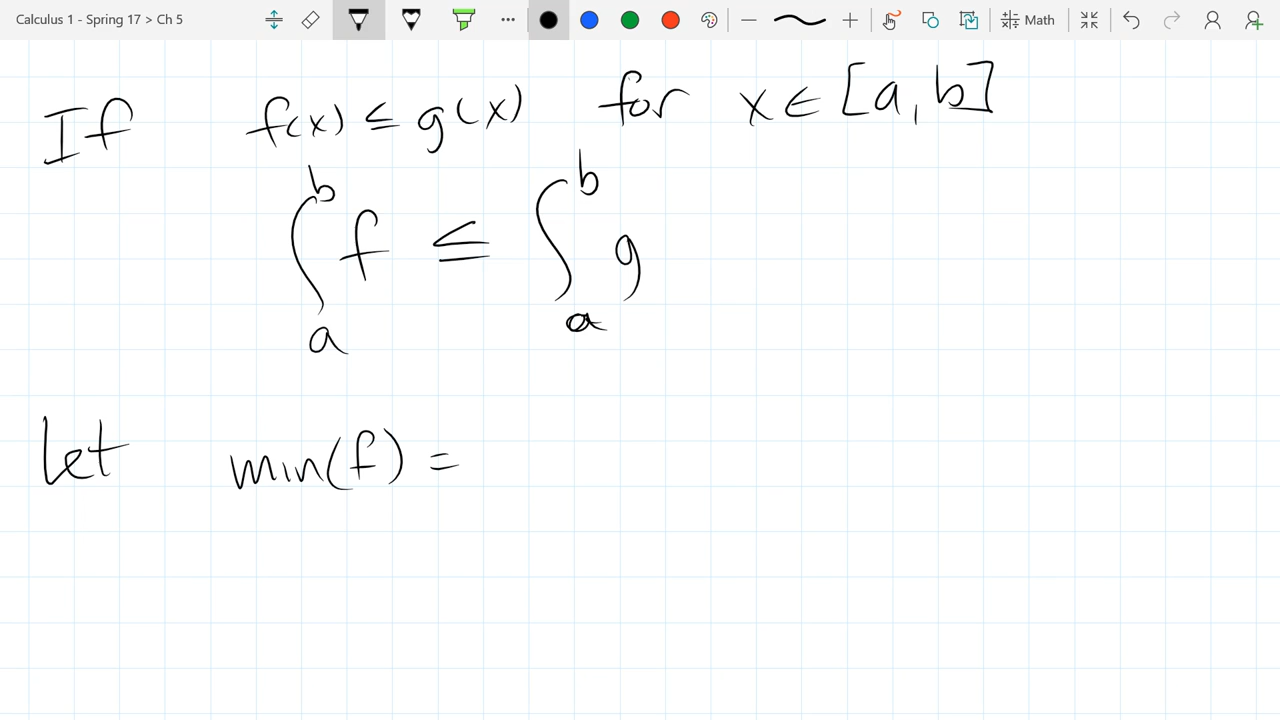 Calculus 1 - Spring 17 > Ch 5
Math
If f(x) ≤ g(x) for x ∈ [a, b]
∫_a^b f ≤ ∫_a^b g
Let min(f) =